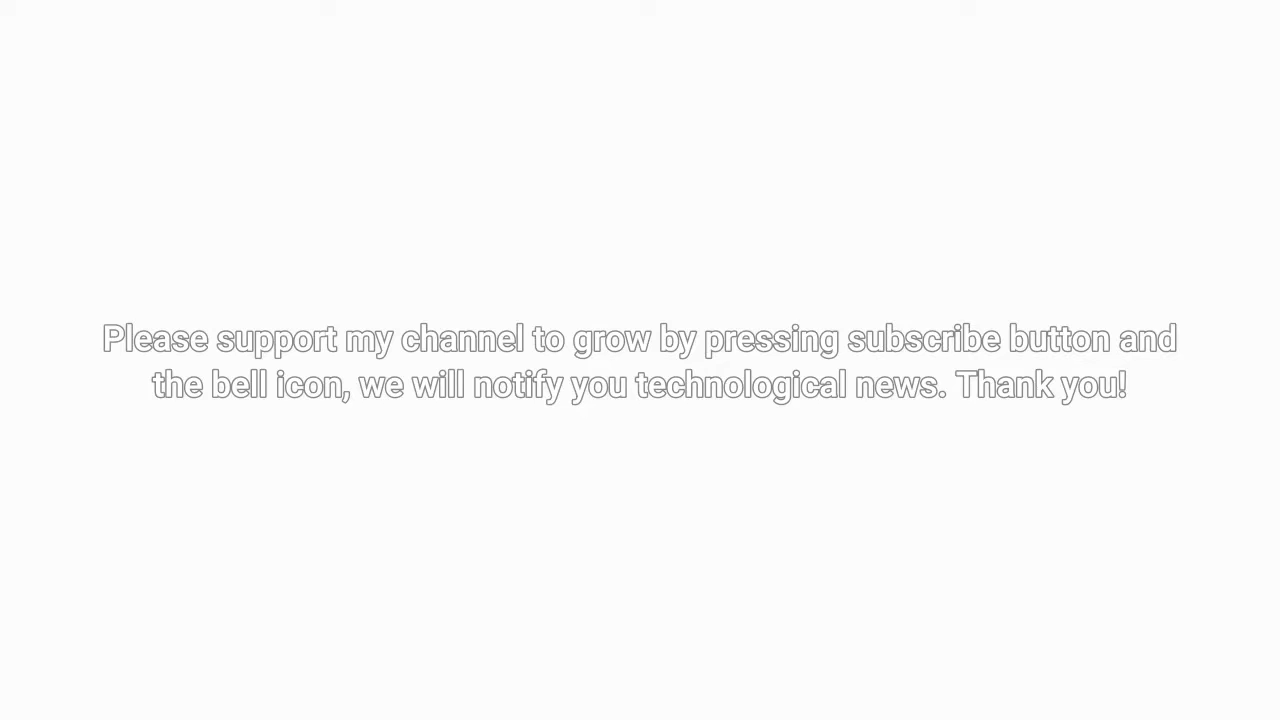 Please support my channel to grow by pressing subscribe button and
the bell icon, we will notify you technological news. Thank you!